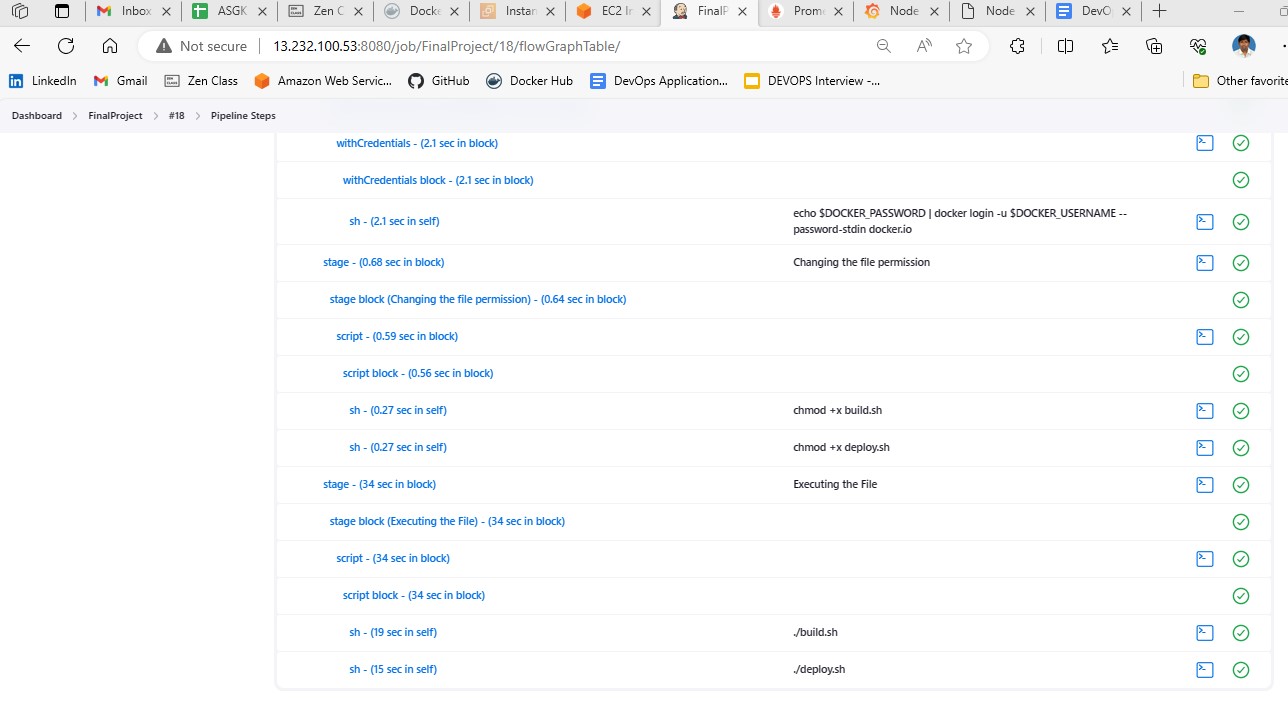 Inbox
ASGK
Zen C
Docke
Instan
EC2 In
FinalP
Prome
Node
Node
DevO
Not secure
13.232.100.53:8080/job/FinalProject/18/flowGraphTable/
LinkedIn
Gmail
Zen Class
Amazon Web Servic...
GitHub
Docker Hub
DevOps Application...
DEVOPS Interview -...
Other favorite
Dashboard > FinalProject > #18 > Pipeline Steps
withCredentials - (2.1 sec in block)
withCredentials block - (2.1 sec in block)
sh - (2.1 sec in self)
echo $DOCKER_PASSWORD | docker login -u $DOCKER_USERNAME --
password-stdin docker.io
stage - (0.68 sec in block)
Changing the file permission
stage block (Changing the file permission) - (0.64 sec in block)
script - (0.59 sec in block)
script block - (0.56 sec in block)
sh - (0.27 sec in self)
chmod +x build.sh
sh - (0.27 sec in self)
chmod +x deploy.sh
stage - (34 sec in block)
Executing the File
stage block (Executing the File) - (34 sec in block)
script - (34 sec in block)
script block - (34 sec in block)
sh - (19 sec in self)
./build.sh
sh - (15 sec in self)
./deploy.sh